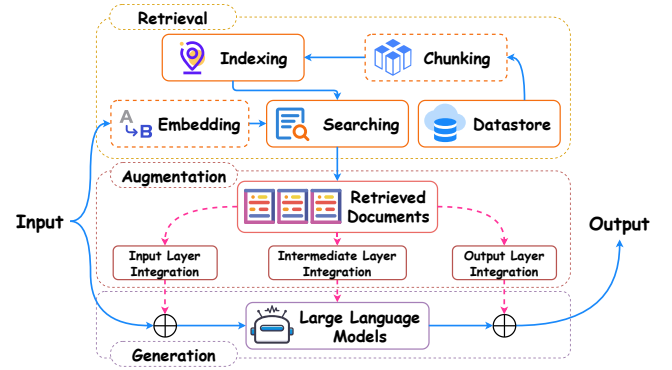 Retrieval
Indexing
Chunking
A
B
Embedding
Searching
Datastore
Augmentation
Retrieved
Documents
Input
Output
Input Layer
Integration
Intermediate Layer
Integration
Output Layer
Integration
Large Language
Models
Generation